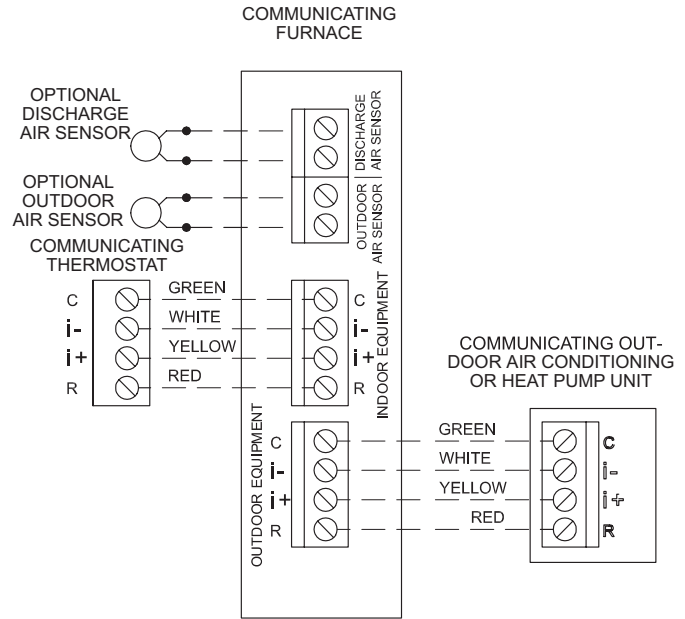 COMMUNICATING
FURNACE
OPTIONAL
DISCHARGE
AIR SENSOR
DISCHARGE
AIR SENSOR
OPTIONAL
OUTDOOR
AIR SENSOR
OUTDOOR
AIR SENSOR
COMMUNICATING
THERMOSTAT
C GREEN C
i- WHITE i-
i+ YELLOW i+
R RED R
INDOOR EQUIPMENT
COMMUNICATING OUT-
DOOR AIR CONDITIONING
OR HEAT PUMP UNIT
OUTDOOR EQUIPMENT
C GREEN C
i- WHITE i-
i+ YELLOW i+
R RED R